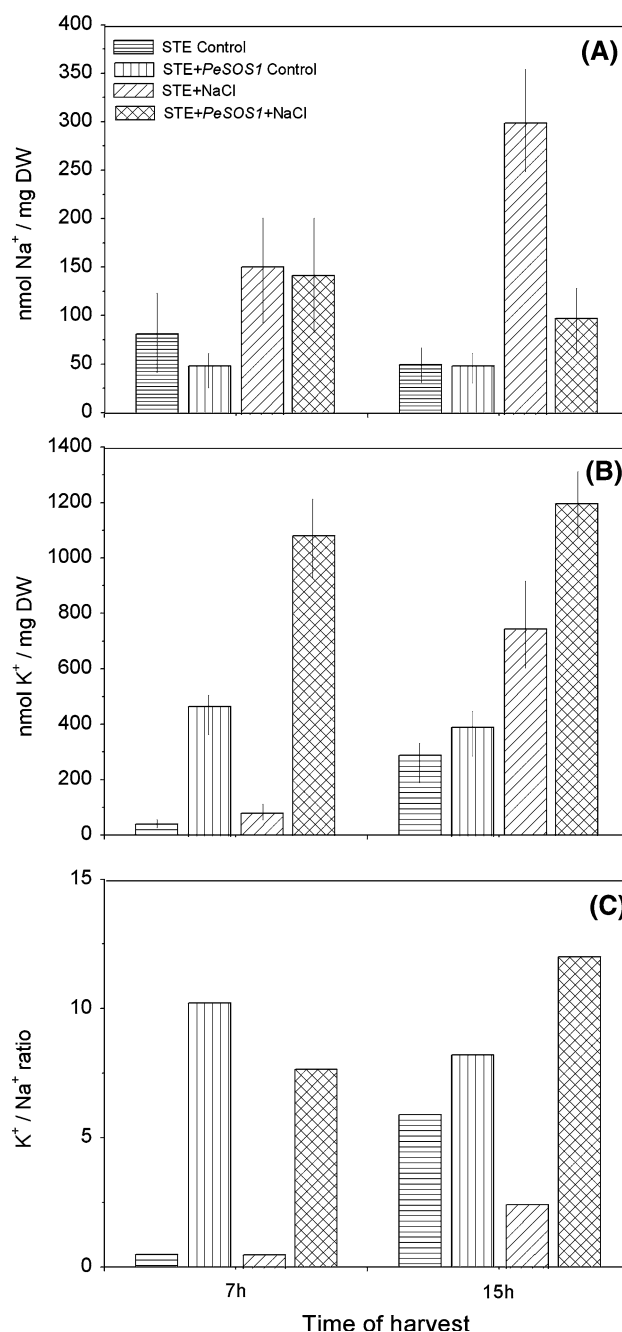 (A)
STE Control
STE+PeSOS1 Control
STE+NaCl
STE+PeSOS1+NaCl
400
350
300
250
200
150
100
50
0
nmol Na⁺ / mg DW
(B)
1400
1200
1000
800
600
400
200
0
nmol K⁺ / mg DW
(C)
15
10
5
0
K⁺ / Na⁺ ratio
7h 15h
Time of harvest